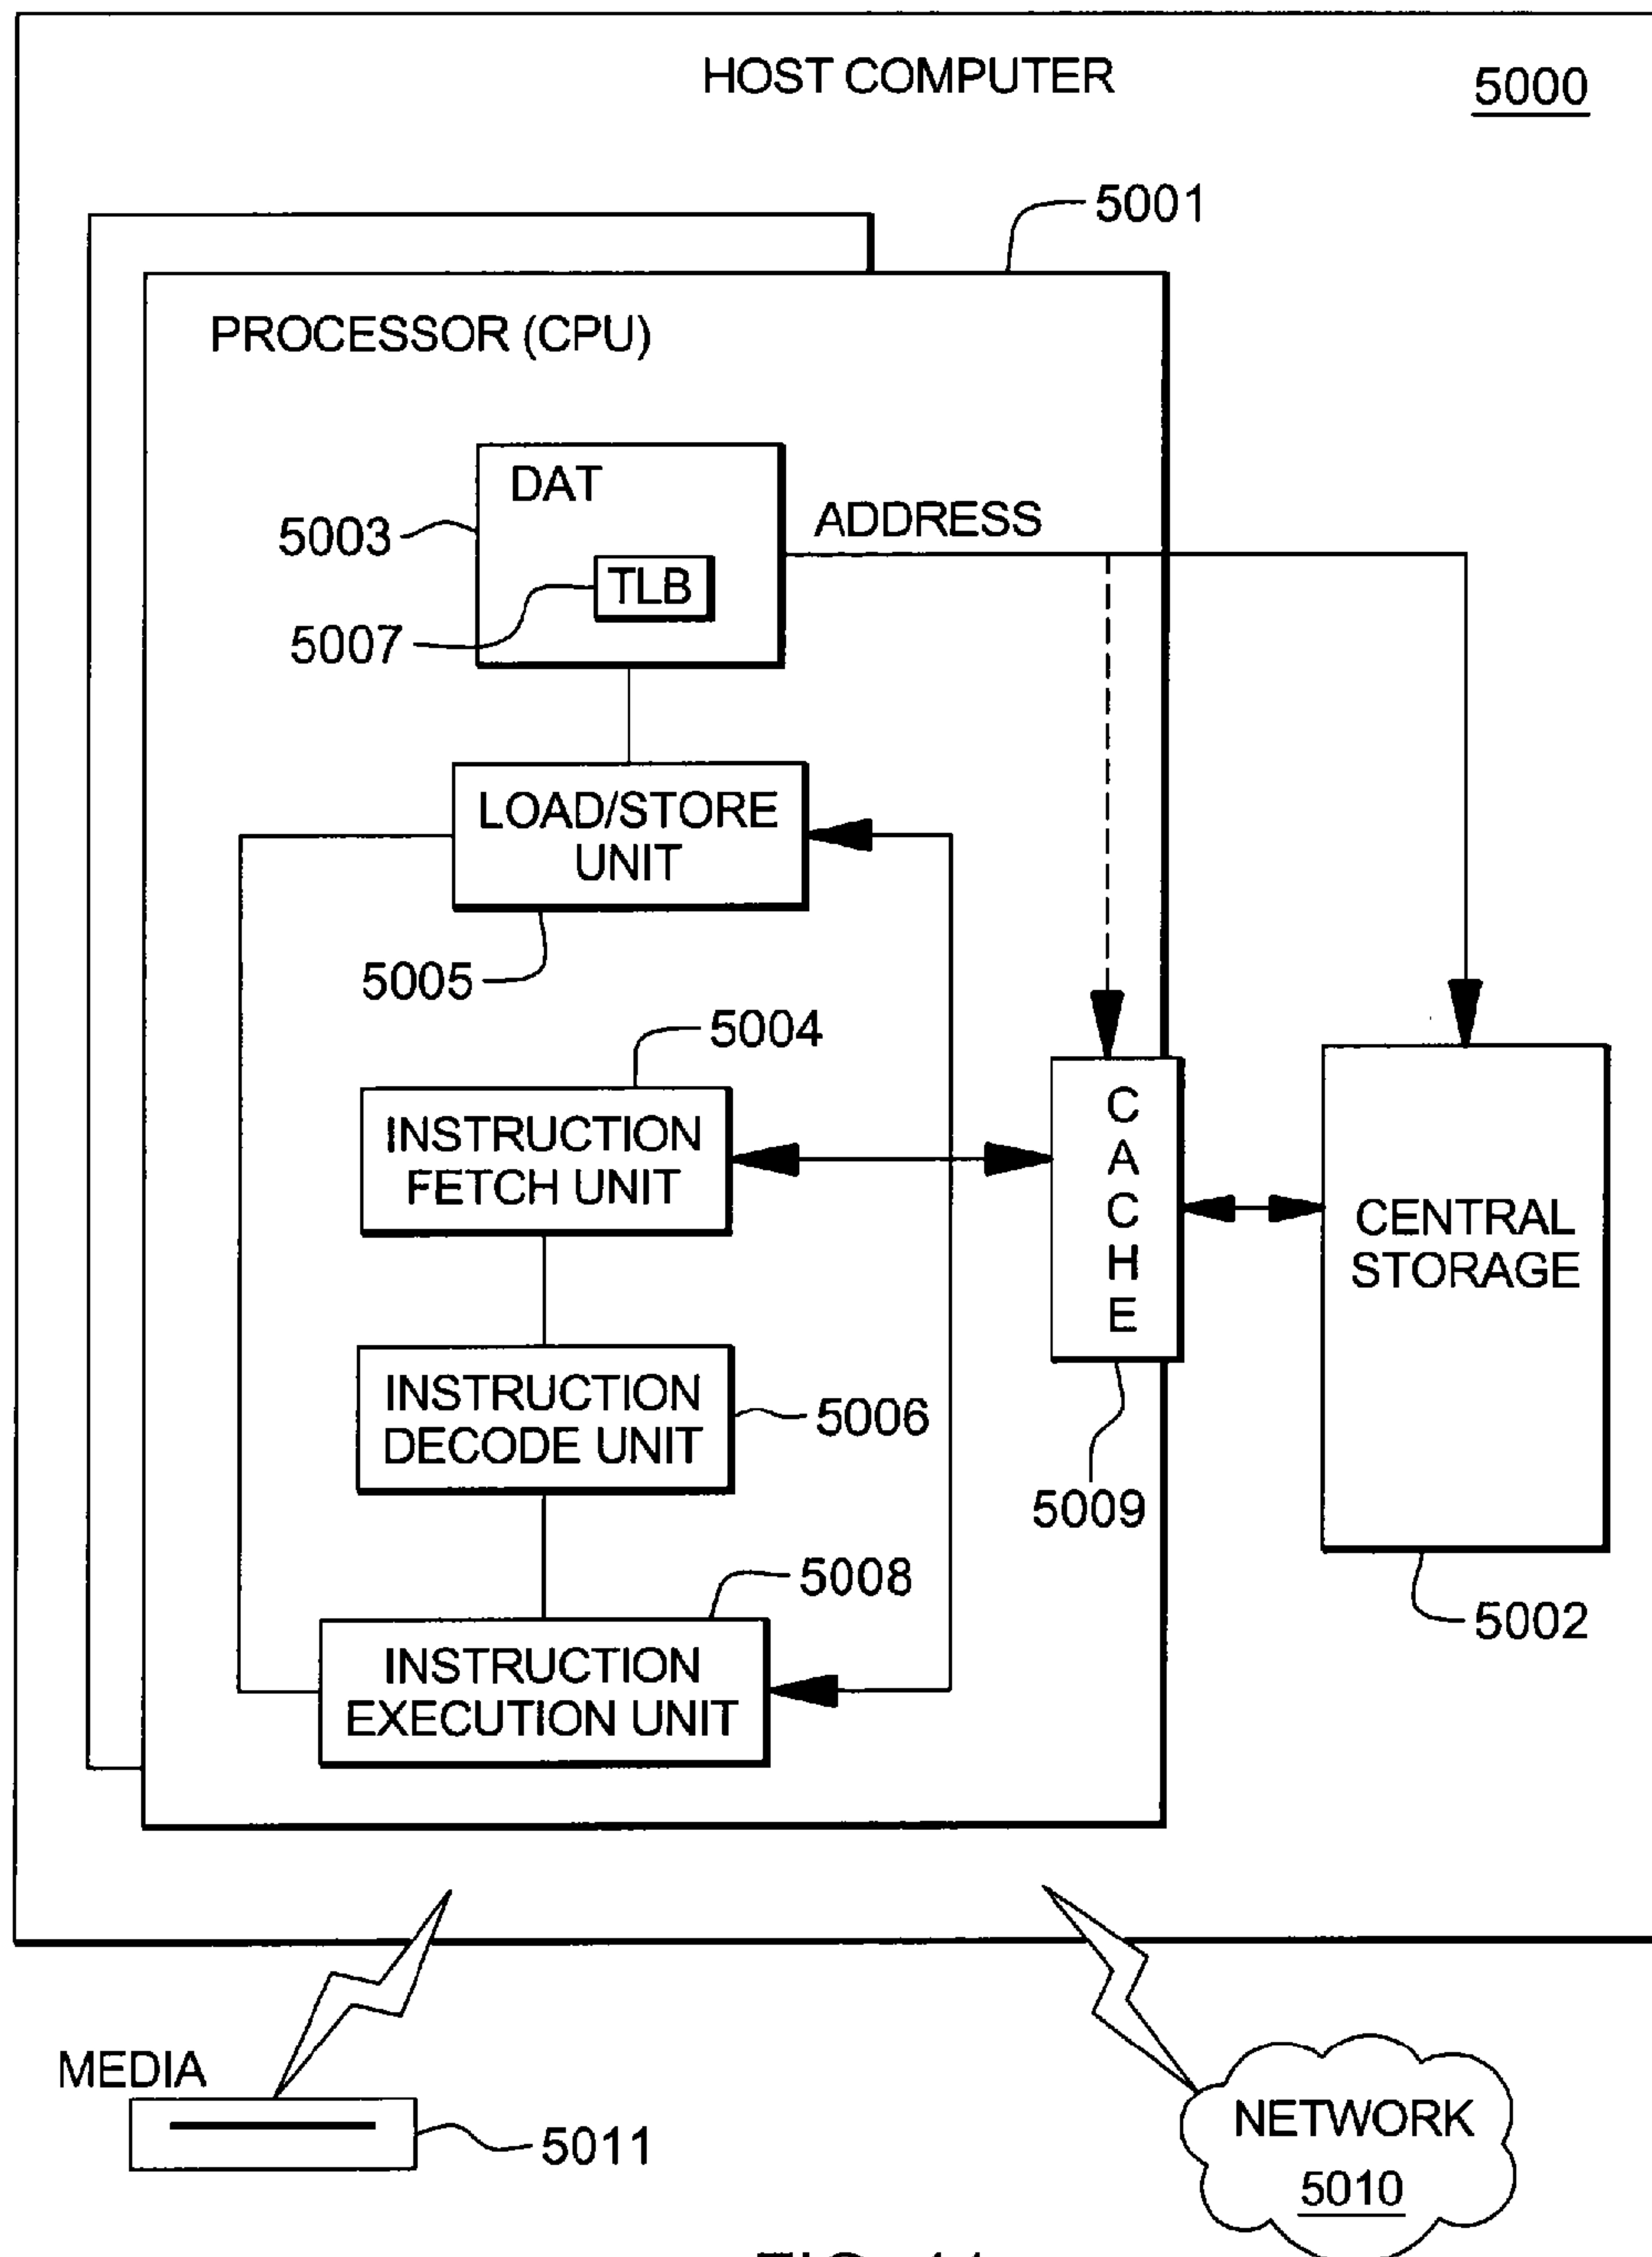 HOST COMPUTER
5000
5001
PROCESSOR (CPU)
DAT
5003
ADDRESS
TLB
5007
LOAD/STORE
UNIT
5005
5004
INSTRUCTION
FETCH UNIT
CACHE
CENTRAL
STORAGE
INSTRUCTION
DECODE UNIT
5006
5009
5008
5002
INSTRUCTION
EXECUTION UNIT
MEDIA
5011
NETWORK
5010